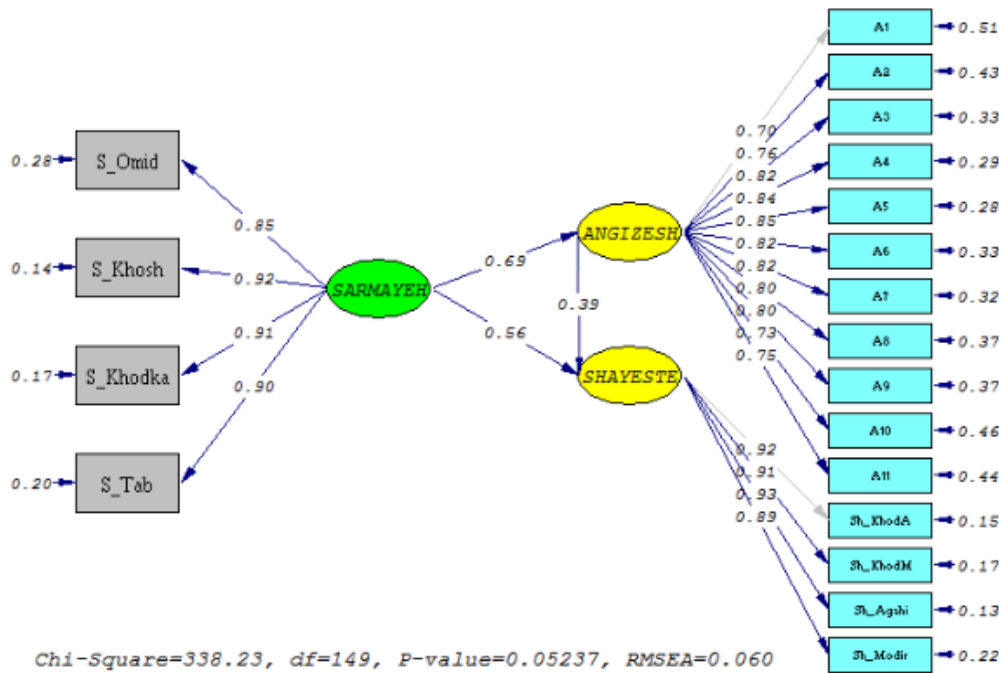 0.28 S_Omid
0.14 S_Khosh
0.17 S_Khodka
0.20 S_Tab
0.85
0.92
0.91
0.90
SARMAYEH
0.69
0.56
ANGIZESH
0.39
SHAYESTE
0.70
0.76
0.82
0.84
0.85
0.82
0.82
0.80
0.80
0.73
0.75
0.92
0.91
0.93
0.89
A1 0.51
A2 0.43
A3 0.33
A4 0.29
A5 0.28
A6 0.33
A7 0.32
A8 0.37
A9 0.37
A10 0.46
A11 0.44
Sh_KhodA 0.15
Sh_KhodM 0.17
Sh_Agahi 0.13
Sh_Modir 0.22
Chi-Square=338.23, df=149, P-value=0.05237, RMSEA=0.060